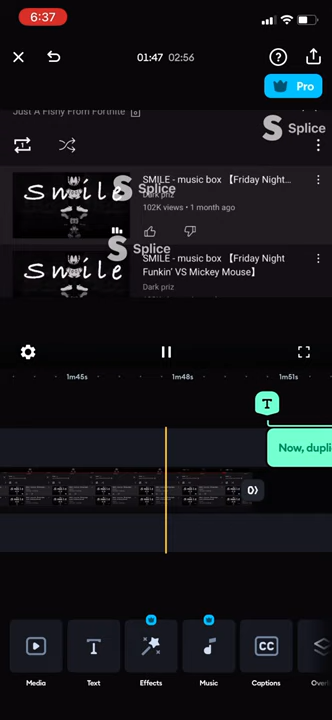 6:37
01:47 02:56
Pro
Just A Fishy From Fortnite
Splice
Smile
SMILE - music box 【Friday Night...
Splice
Dark priz
102K views • 1 month ago
Splice
Smile
SMILE - music box 【Friday Night
Funkin' VS Mickey Mouse】
Dark priz
1m45s 1m48s 1m51s
T
Now, dupli
Media Text Effects Music Captions Over
CC